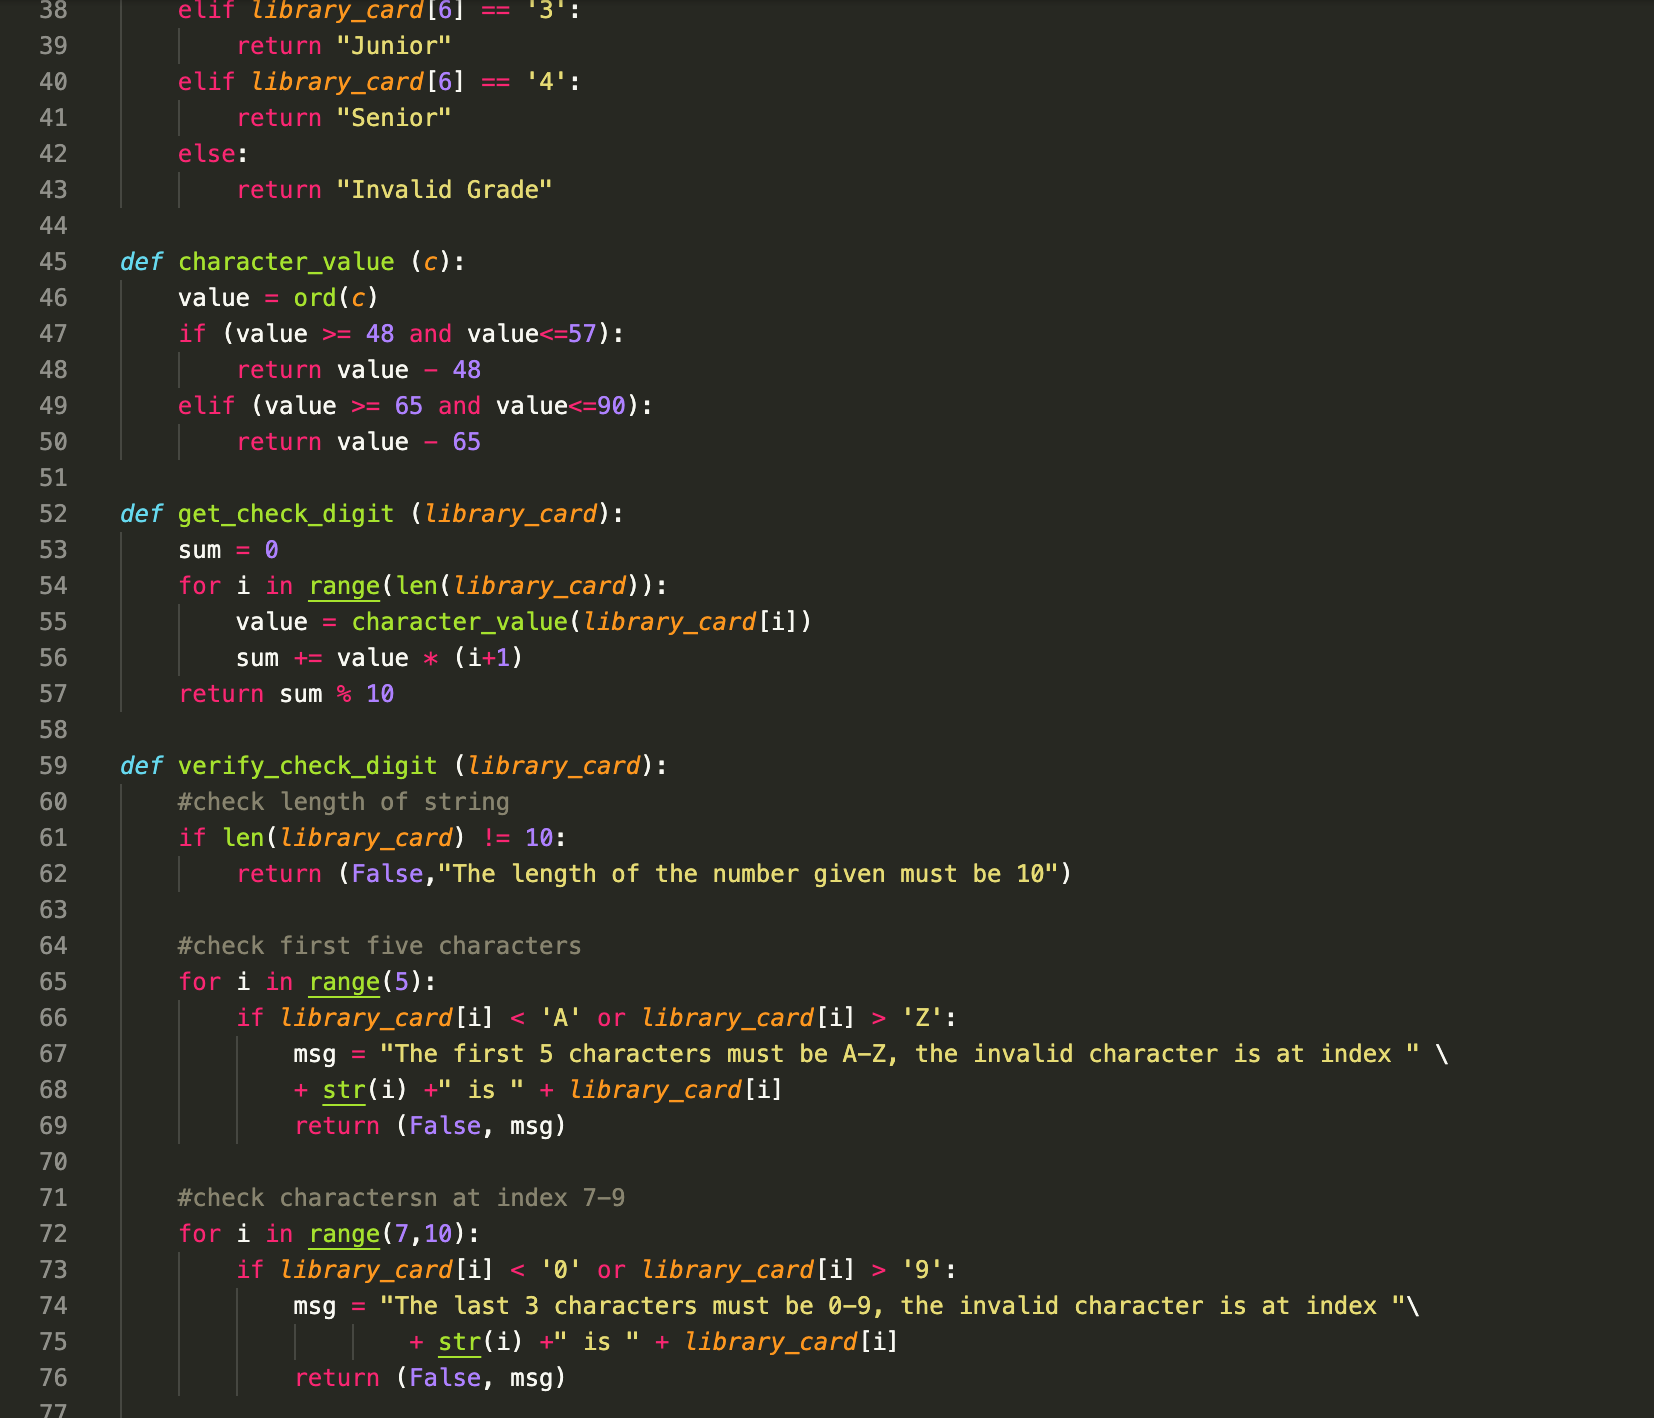 38 elif library_card[6] == '3':
39 return "Junior"
40 elif library_card[6] == '4':
41 return "Senior"
42 else:
43 return "Invalid Grade"
44
45 def character_value (c):
46 value = ord(c)
47 if (value >= 48 and value<=57):
48 return value - 48
49 elif (value >= 65 and value<=90):
50 return value - 65
51
52 def get_check_digit (library_card):
53 sum = 0
54 for i in range(len(library_card)):
55 value = character_value(library_card[i])
56 sum += value * (i+1)
57 return sum % 10
58
59 def verify_check_digit (library_card):
60 #check length of string
61 if len(library_card) != 10:
62 return (False,"The length of the number given must be 10")
63
64 #check first five characters
65 for i in range(5):
66 if library_card[i] < 'A' or library_card[i] > 'Z':
67 msg = "The first 5 characters must be A-Z, the invalid character is at index " \
68 + str(i) +" is " + library_card[i]
69 return (False, msg)
70
71 #check charactersn at index 7-9
72 for i in range(7,10):
73 if library_card[i] < '0' or library_card[i] > '9':
74 msg = "The last 3 characters must be 0-9, the invalid character is at index "\
75 + str(i) +" is " + library_card[i]
76 return (False, msg)
77